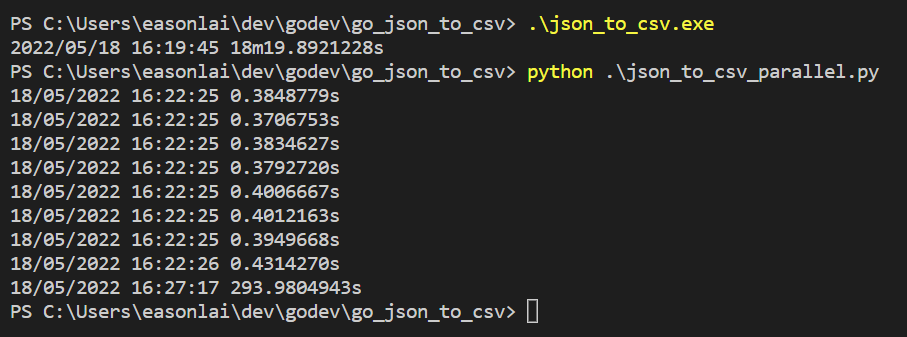 PS C:\Users\easonlai\dev\godev\go_json_to_csv> .\json_to_csv.exe
2022/05/18 16:19:45 18m19.8921228s
PS C:\Users\easonlai\dev\godev\go_json_to_csv> python .\json_to_csv_parallel.py
18/05/2022 16:22:25 0.3848779s
18/05/2022 16:22:25 0.3706753s
18/05/2022 16:22:25 0.3834627s
18/05/2022 16:22:25 0.3792720s
18/05/2022 16:22:25 0.4006667s
18/05/2022 16:22:25 0.4012163s
18/05/2022 16:22:25 0.3949668s
18/05/2022 16:22:26 0.4314270s
18/05/2022 16:27:17 293.9804943s
PS C:\Users\easonlai\dev\godev\go_json_to_csv>